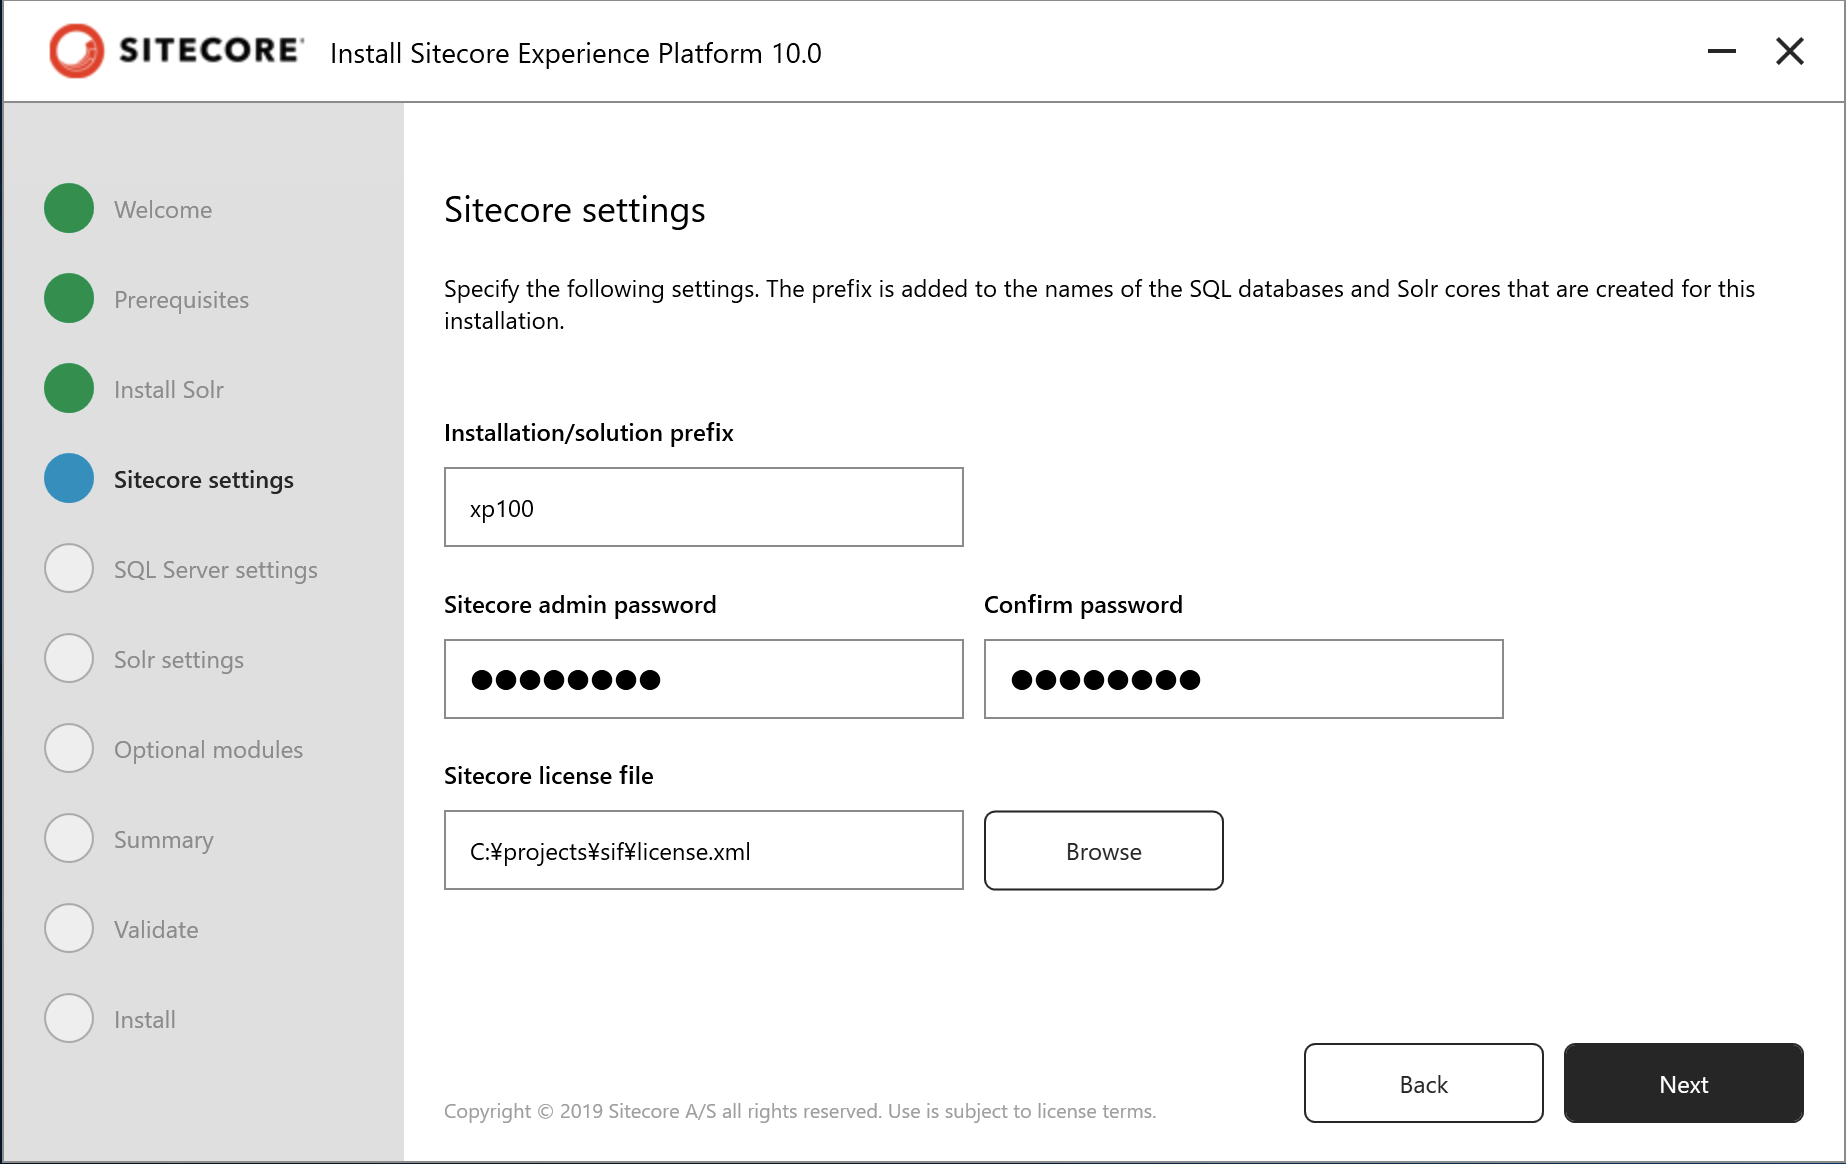 SITECORE
Install Sitecore Experience Platform 10.0
Welcome
Prerequisites
Install Solr
Sitecore settings
SQL Server settings
Solr settings
Optional modules
Summary
Validate
Install
Sitecore settings
Specify the following settings. The prefix is added to the names of the SQL databases and Solr cores that are created for this
installation.
Installation/solution prefix
xp100
Sitecore admin password
Confirm password
●●●●●●●●
●●●●●●●●
Sitecore license file
C:¥projects¥sif¥license.xml
Browse
Back
Next
Copyright © 2019 Sitecore A/S all rights reserved. Use is subject to license terms.